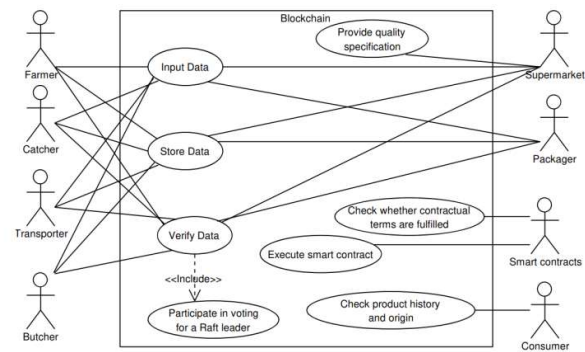 Blockchain
Provide quality
specification
Farmer
Input Data
Supermarket
Catcher
Store Data
Packager
Transporter
Verify Data
Check whether contractual
terms are fulfilled
Execute smart contract
Smart contracts
<<Include>>
Butcher
Participate in voting
for a Raft leader
Check product history
and origin
Consumer